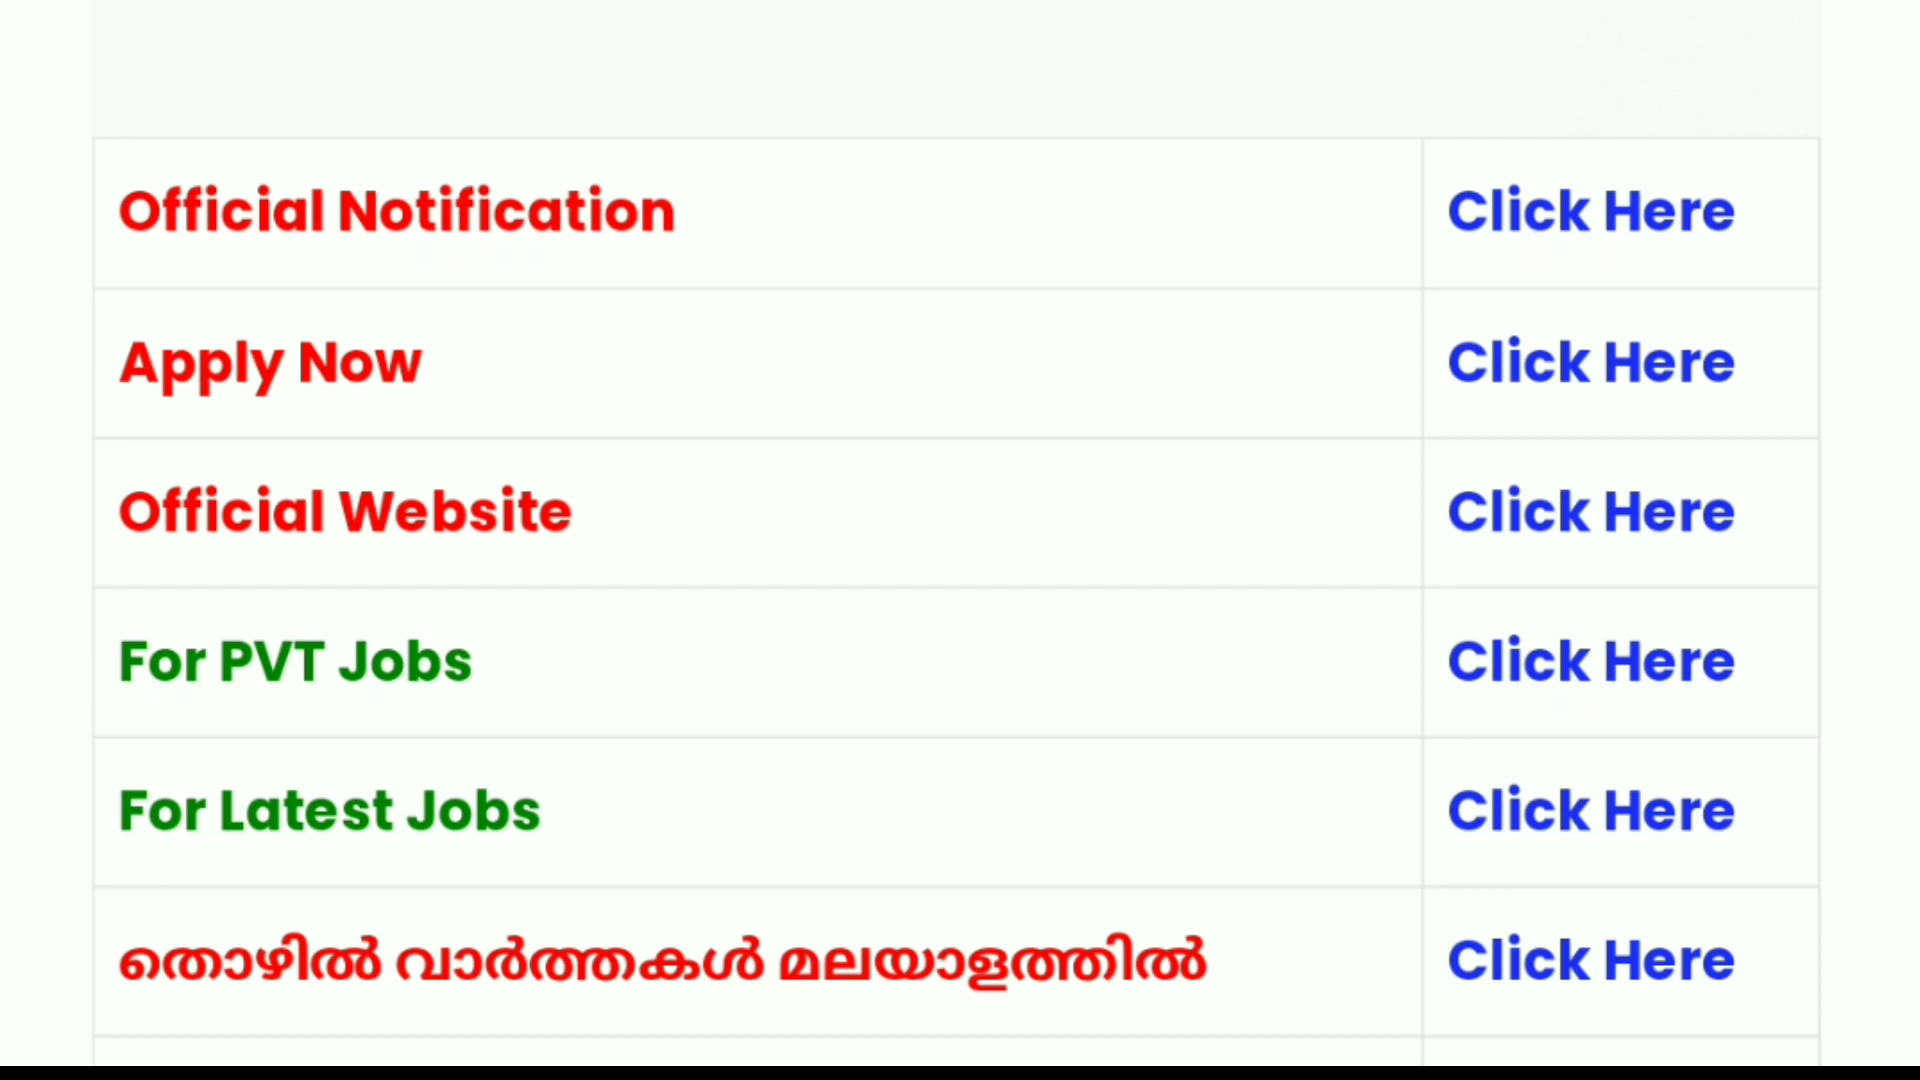 Official Notification Click Here
Apply Now Click Here
Official Website Click Here
For PVT Jobs Click Here
For Latest Jobs Click Here
തൊഴിൽ വാർത്തകൾ മലയാളത്തിൽ Click Here